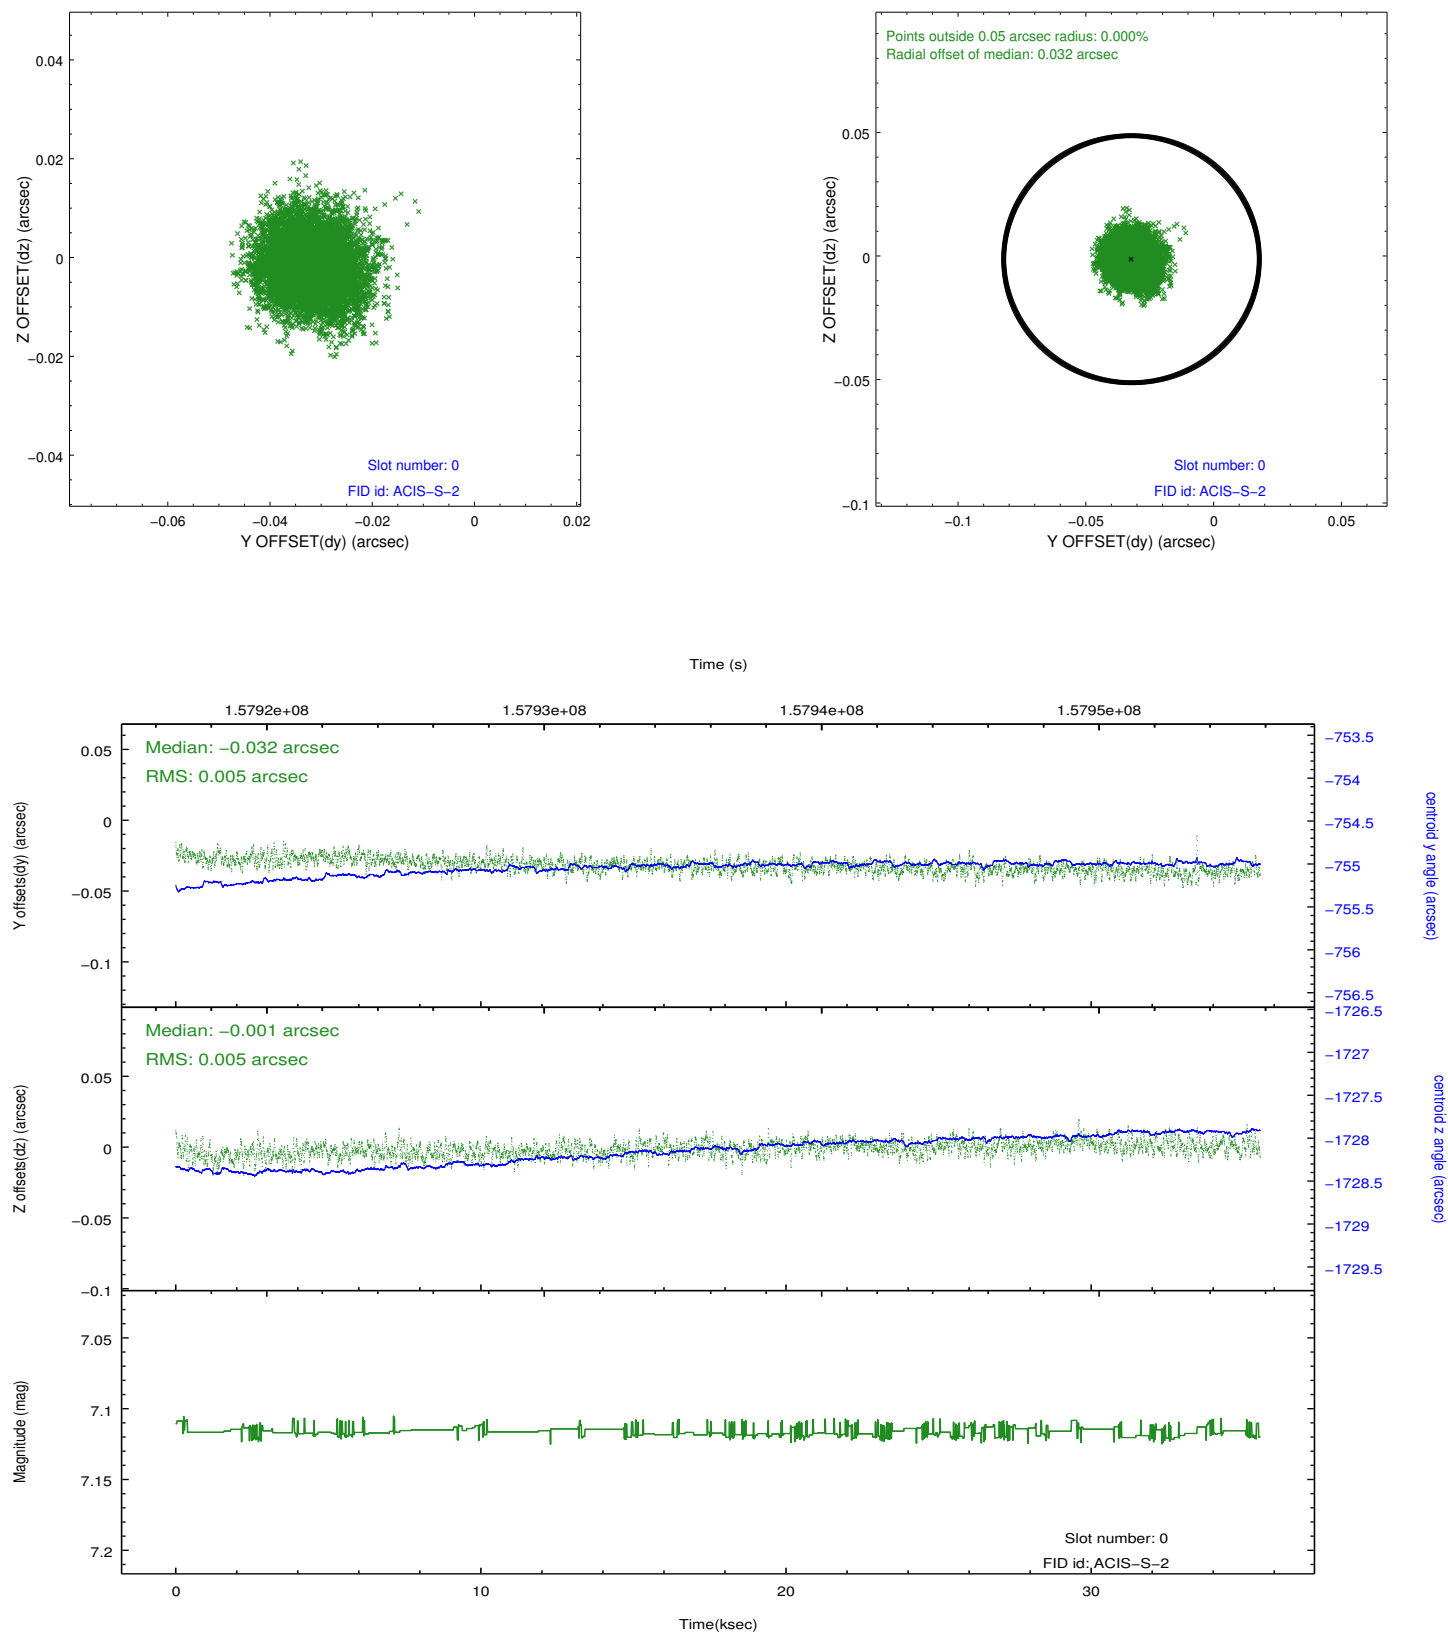 0.04
0.02
0
−0.02
−0.04
Z OFFSET(dz) (arcsec)
Slot number: 0
FID id: ACIS−S−2
−0.06
−0.04
−0.02
0
0.02
Y OFFSET(dy) (arcsec)
Points outside 0.05 arcsec radius: 0.000%
Radial offset of median: 0.032 arcsec
0.05
0
−0.05
−0.1
Z OFFSET(dz) (arcsec)
Slot number: 0
FID id: ACIS−S−2
−0.1
−0.05
0
0.05
Y OFFSET(dy) (arcsec)
Time (s)
1.5792e+08
1.5793e+08
1.5794e+08
1.5795e+08
Median: −0.032 arcsec
RMS: 0.005 arcsec
0.05
0
−0.05
−0.1
Y offsets(dy) (arcsec)
−753.5
−754
−754.5
−755
−755.5
−756
−756.5
centroid y angle (arcsec)
Median: −0.001 arcsec
RMS: 0.005 arcsec
0.05
0
−0.05
−0.1
Z offsets(dz) (arcsec)
−1726.5
−1727
−1727.5
−1728
−1728.5
−1729
−1729.5
centroid z angle (arcsec)
7.05
7.1
7.15
7.2
Magnitude (mag)
Slot number: 0
FID id: ACIS−S−2
0
10
20
30
Time(ksec)